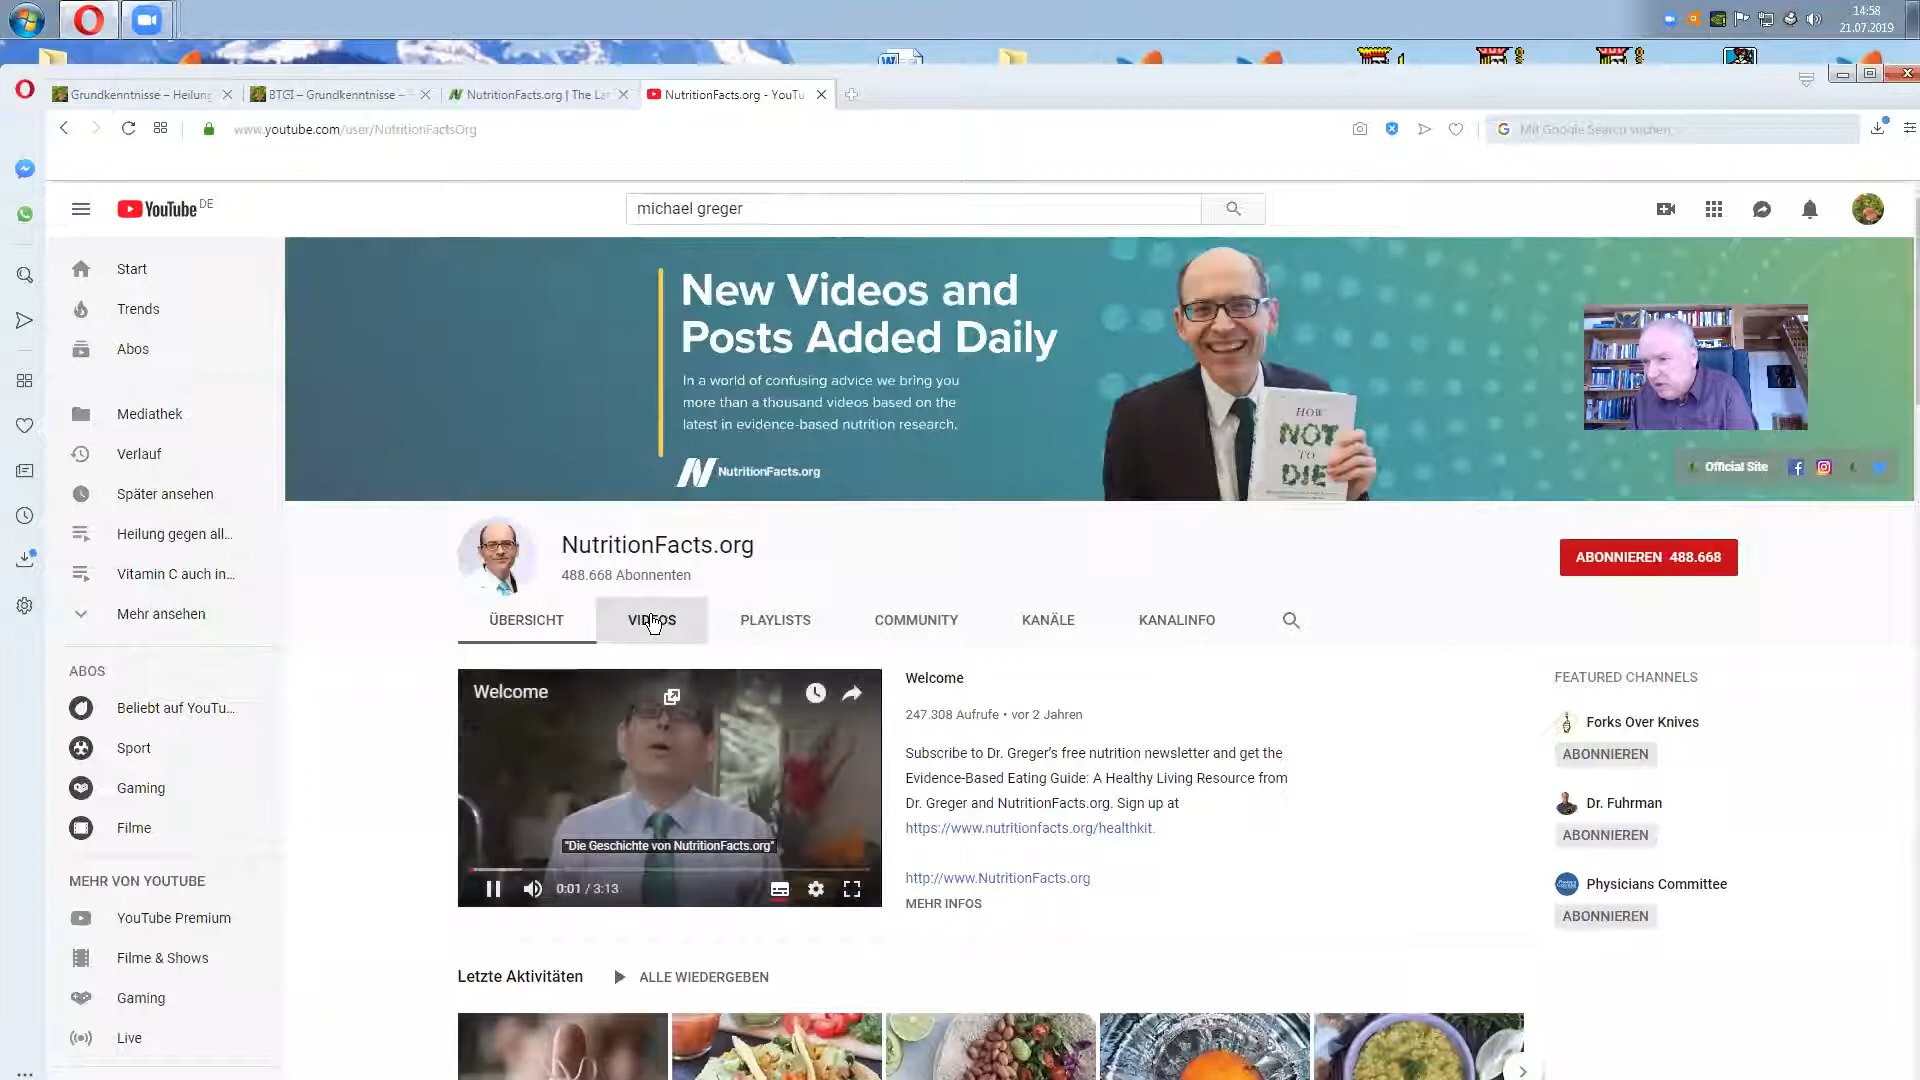 14:58
21.07.2019
Grundkenntnisse – Heilung
BTGI – Grundkenntnisse –
NutritionFacts.org | The La
NutritionFacts.org - YouTu
www.youtube.com/user/NutritionFactsOrg
Mit Google Search suchen
YouTube DE
michael greger
Start
Trends
Abos
Mediathek
Verlauf
Später ansehen
Heilung gegen all...
Vitamin C auch in...
Mehr ansehen
ABOS
Beliebt auf YouTu...
Sport
Gaming
Filme
MEHR VON YOUTUBE
YouTube Premium
Filme & Shows
Gaming
Live
New Videos and
Posts Added Daily
In a world of confusing advice we bring you
more than a thousand videos based on the
latest in evidence-based nutrition research.
NutritionFacts.org
HOW
NOT
TO
DIE
Official Site
NutritionFacts.org
488.668 Abonnenten
ABONNIEREN 488.668
ÜBERSICHT
VIDEOS
PLAYLISTS
COMMUNITY
KANÄLE
KANALINFO
Welcome
"Die Geschichte von NutritionFacts.org"
0:01 / 3:13
Welcome
247.308 Aufrufe • vor 2 Jahren
Subscribe to Dr. Greger's free nutrition newsletter and get the
Evidence-Based Eating Guide: A Healthy Living Resource from
Dr. Greger and NutritionFacts.org. Sign up at
https://www.nutritionfacts.org/healthkit.
http://www.NutritionFacts.org
MEHR INFOS
FEATURED CHANNELS
Forks Over Knives
ABONNIEREN
Dr. Fuhrman
ABONNIEREN
Physicians Committee
ABONNIEREN
Letzte Aktivitäten
ALLE WIEDERGEBEN